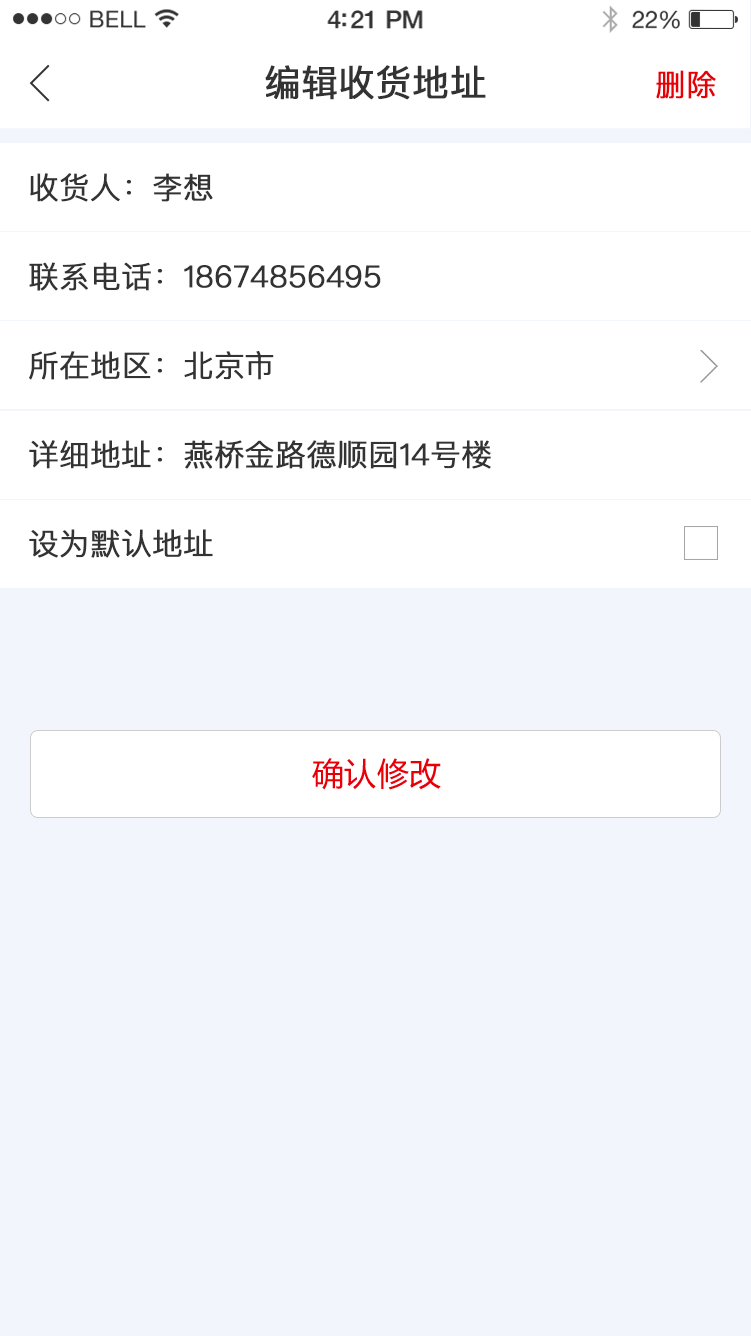 BELL 4:21 PM 22%
编辑收货地址 删除
收货人：李想
联系电话：18674856495
所在地区：北京市
详细地址：燕桥金路德顺园14号楼
设为默认地址
确认修改